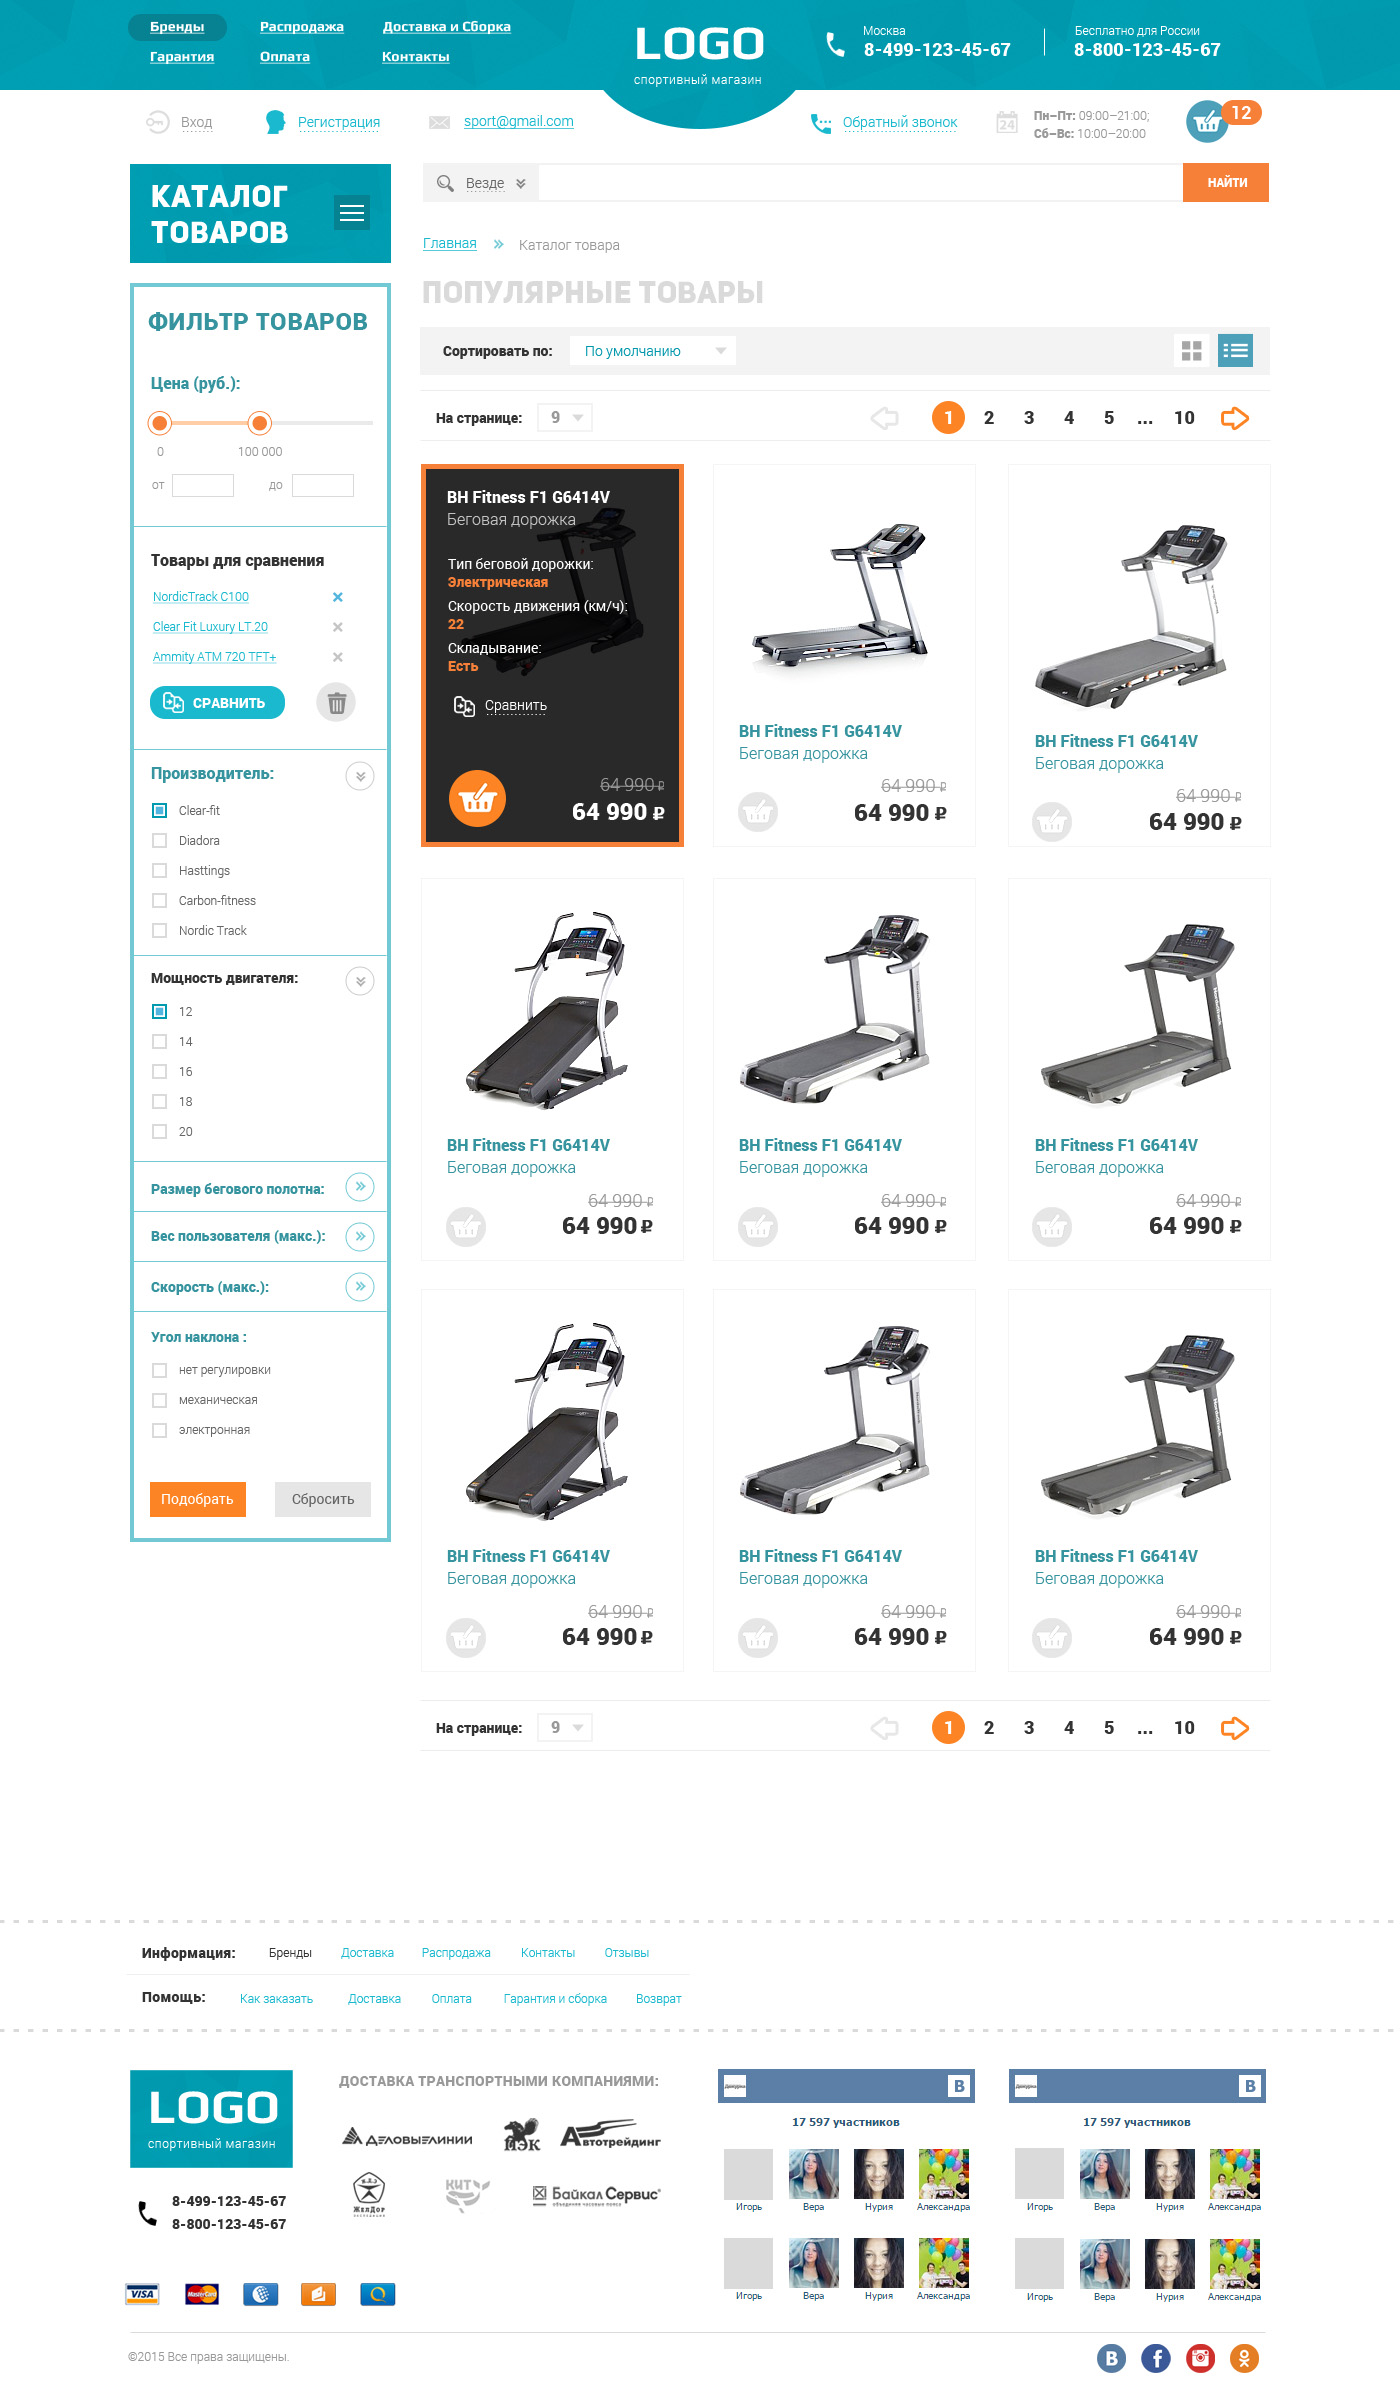 Бренды
Распродажа
Доставка и Сборка
Гарантия
Оплата
Контакты
LOGO
спортивный магазин
Москва
8-499-123-45-67
Бесплатно для России
8-800-123-45-67
Вход
Регистрация
sport@gmail.com
Обратный звонок
24
Пн–Пт: 09:00–21:00;
Сб–Вс: 10:00–20:00
12
КАТАЛОГ
ТОВАРОВ
Везде
НАЙТИ
Главная » Каталог товара
ПОПУЛЯРНЫЕ ТОВАРЫ
Сортировать по:
По умолчанию
На странице: 9
1 2 3 4 5 ... 10
ФИЛЬТР ТОВАРОВ
Цена (руб.):
0
100 000
от
до
Товары для сравнения
NordicTrack C100
Clear Fit Luxury LT.20
Ammity ATM 720 TFT+
СРАВНИТЬ
Производитель:
Clear-fit
Diadora
Hasttings
Carbon-fitness
Nordic Track
Мощность двигателя:
12
14
16
18
20
Размер бегового полотна:
Вес пользователя (макс.):
Скорость (макс.):
Угол наклона :
нет регулировки
механическая
электронная
Подобрать
Сбросить
BH Fitness F1 G6414V
Беговая дорожка
Тип беговой дорожки:
Электрическая
Скорость движения (км/ч):
22
Складывание:
Есть
Сравнить
64 990 ₽
64 990 ₽
BH Fitness F1 G6414V
Беговая дорожка
64 990 ₽
64 990 ₽
BH Fitness F1 G6414V
Беговая дорожка
64 990 ₽
64 990 ₽
BH Fitness F1 G6414V
Беговая дорожка
64 990 ₽
64 990 ₽
BH Fitness F1 G6414V
Беговая дорожка
64 990 ₽
64 990 ₽
BH Fitness F1 G6414V
Беговая дорожка
64 990 ₽
64 990 ₽
BH Fitness F1 G6414V
Беговая дорожка
64 990 ₽
64 990 ₽
BH Fitness F1 G6414V
Беговая дорожка
64 990 ₽
64 990 ₽
BH Fitness F1 G6414V
Беговая дорожка
64 990 ₽
64 990 ₽
На странице: 9
1 2 3 4 5 ... 10
Информация: Бренды Доставка Распродажа Контакты Отзывы
Помощь: Как заказать Доставка Оплата Гарантия и сборка Возврат
LOGO
спортивный магазин
8-499-123-45-67
8-800-123-45-67
VISA
MasterCard
ДОСТАВКА ТРАНСПОРТНЫМИ КОМПАНИЯМИ:
ДЕЛОВЫЕ ЛИНИИ
ПЭК
Автотрейдинг
ЖелДор
КИТ
Байкал Сервис
В
17 597 участников
Игорь Вера Нурия Александра
Игорь Вера Нурия Александра
В
17 597 участников
Игорь Вера Нурия Александра
Игорь Вера Нурия Александра
©2015 Все права защищены.
В
f